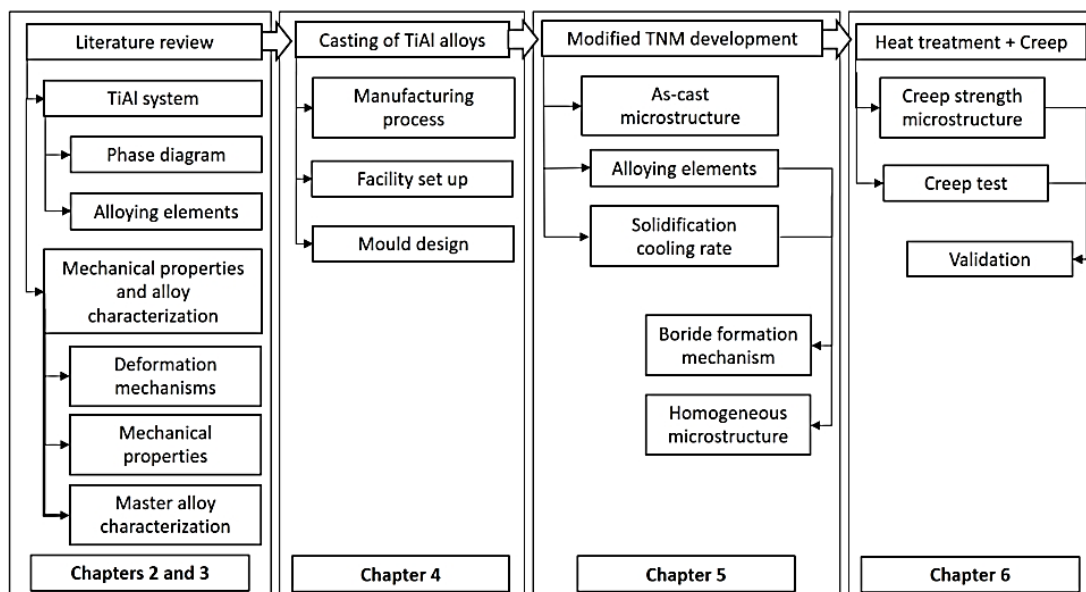 Literature review
TiAl system
Phase diagram
Alloying elements
Mechanical properties
and alloy
characterization
Deformation
mechanisms
Mechanical
properties
Master alloy
characterization
Chapters 2 and 3
Casting of TiAl alloys
Manufacturing
process
Facility set up
Mould design
Chapter 4
Modified TNM development
As-cast
microstructure
Alloying elements
Solidification
cooling rate
Boride formation
mechanism
Homogeneous
microstructure
Chapter 5
Heat treatment + Creep
Creep strength
microstructure
Creep test
Validation
Chapter 6